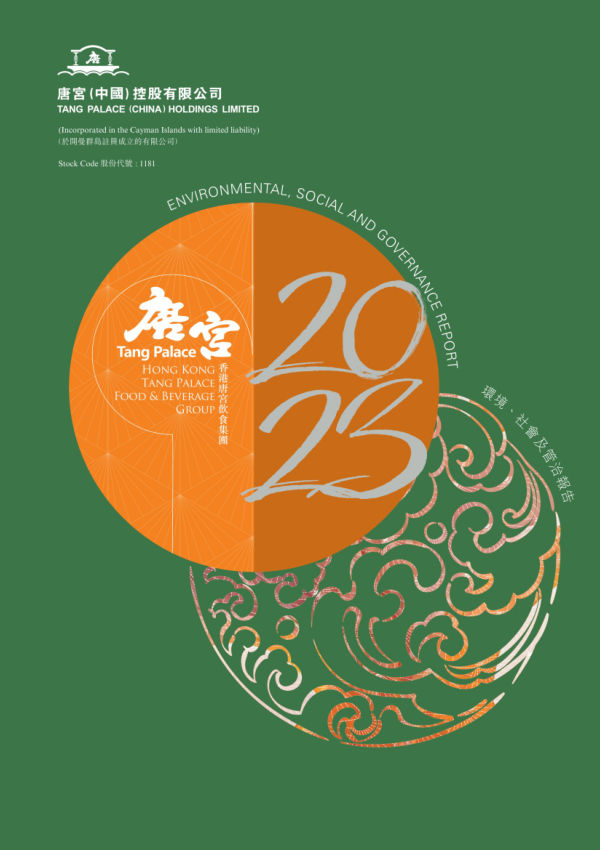 唐
唐宮(中國)控股有限公司
TANG PALACE (CHINA) HOLDINGS LIMITED
(Incorporated in the Cayman Islands with limited liability)
(於開曼群島註冊成立的有限公司)
Stock Code 股份代號 : 1181
ENVIRONMENTAL, SOCIAL AND GOVERNANCE REPORT
環境、社會及管治報告
2023
唐宮
Tang Palace
HONG KONG
TANG PALACE
FOOD & BEVERAGE
GROUP
香港唐宮飲食集團